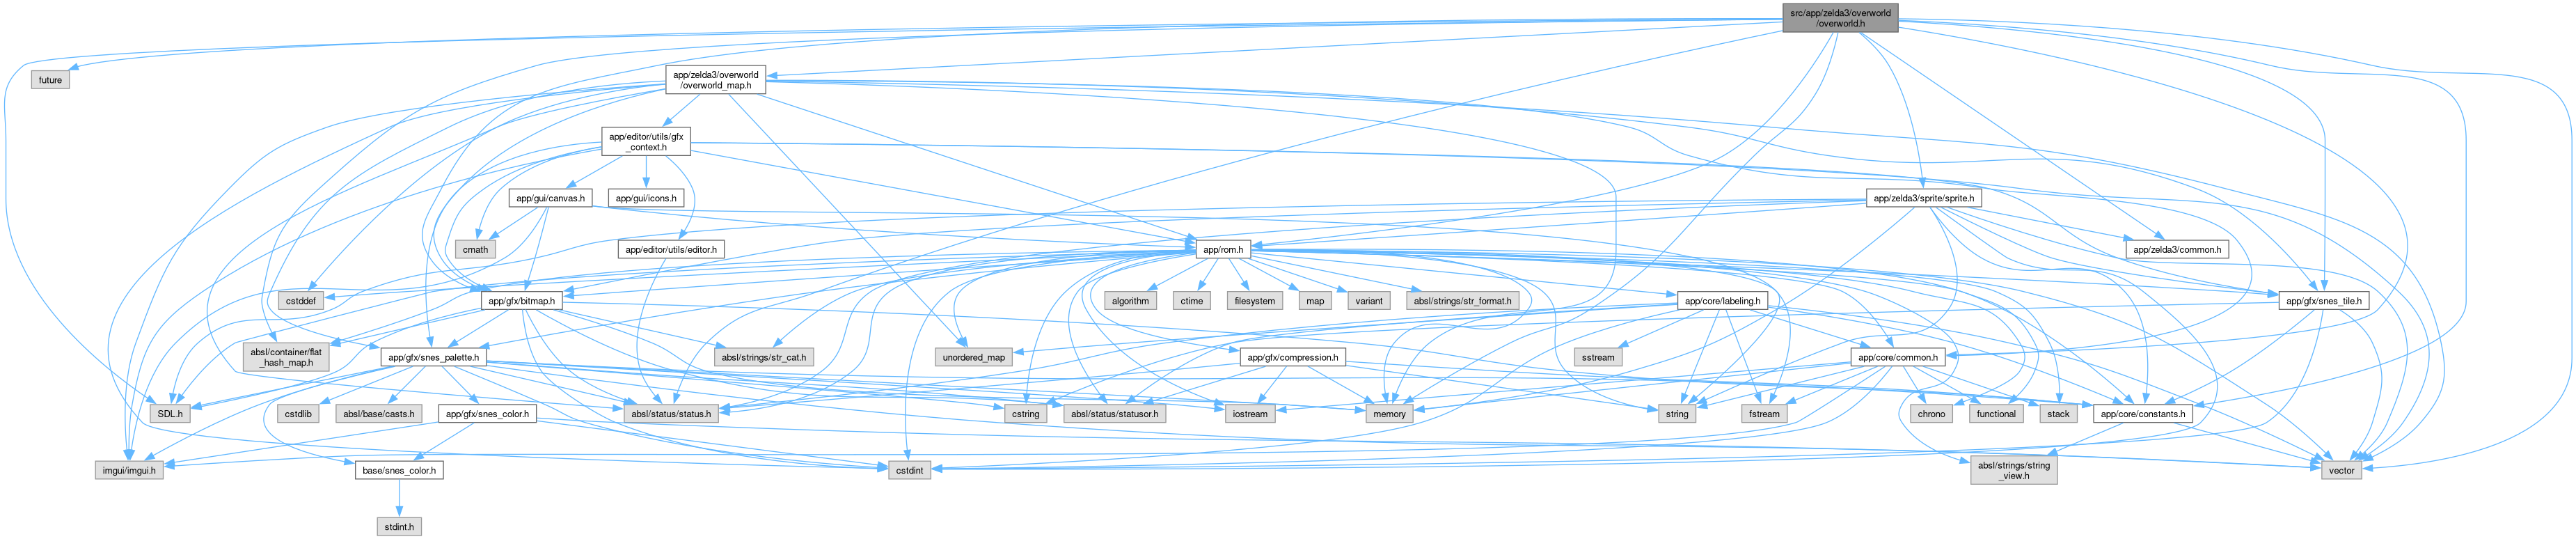 src/app/zelda3/overworld
/overworld.h
future
app/zelda3/overworld
/overworld_map.h
app/editor/utils/gfx
_context.h
app/gui/canvas.h
app/gui/icons.h
app/zelda3/sprite/sprite.h
cmath
app/editor/utils/editor.h
app/rom.h
app/zelda3/common.h
cstddef
app/gfx/bitmap.h
algorithm
ctime
filesystem
map
variant
absl/strings/str_format.h
app/core/labeling.h
app/gfx/snes_tile.h
absl/container/flat
_hash_map.h
app/gfx/snes_palette.h
absl/strings/str_cat.h
unordered_map
app/gfx/compression.h
sstream
app/core/common.h
SDL.h
cstdlib
absl/base/casts.h
app/gfx/snes_color.h
absl/status/status.h
cstring
absl/status/statusor.h
iostream
memory
string
fstream
chrono
functional
stack
app/core/constants.h
imgui/imgui.h
base/snes_color.h
cstdint
absl/strings/string
_view.h
vector
stdint.h